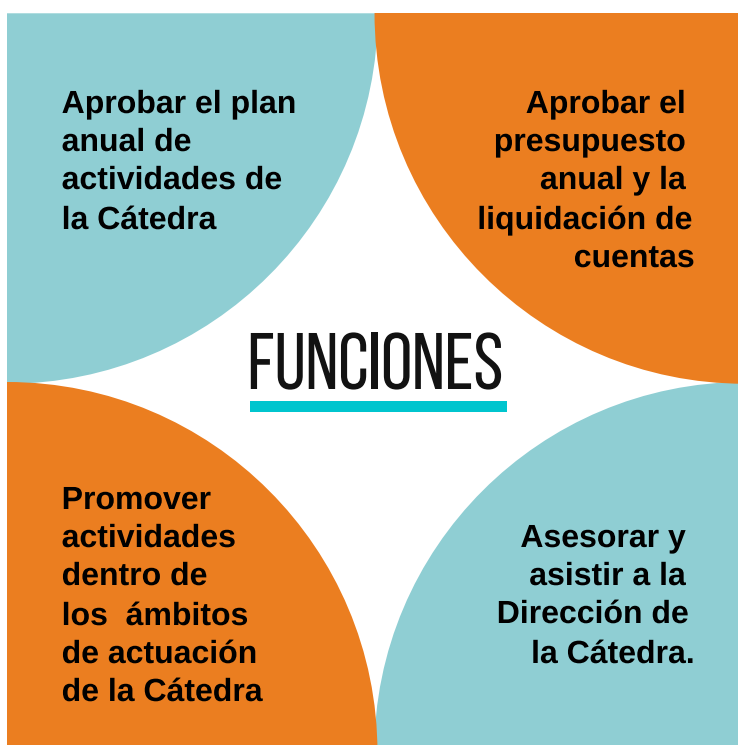 Aprobar el plan
anual de
actividades de
la Cátedra
Aprobar el
presupuesto
anual y la
liquidación de
cuentas
FUNCIONES
Promover
actividades
dentro de
los  ámbitos
de actuación
de la Cátedra
Asesorar y
asistir a la
Dirección de
la Cátedra.